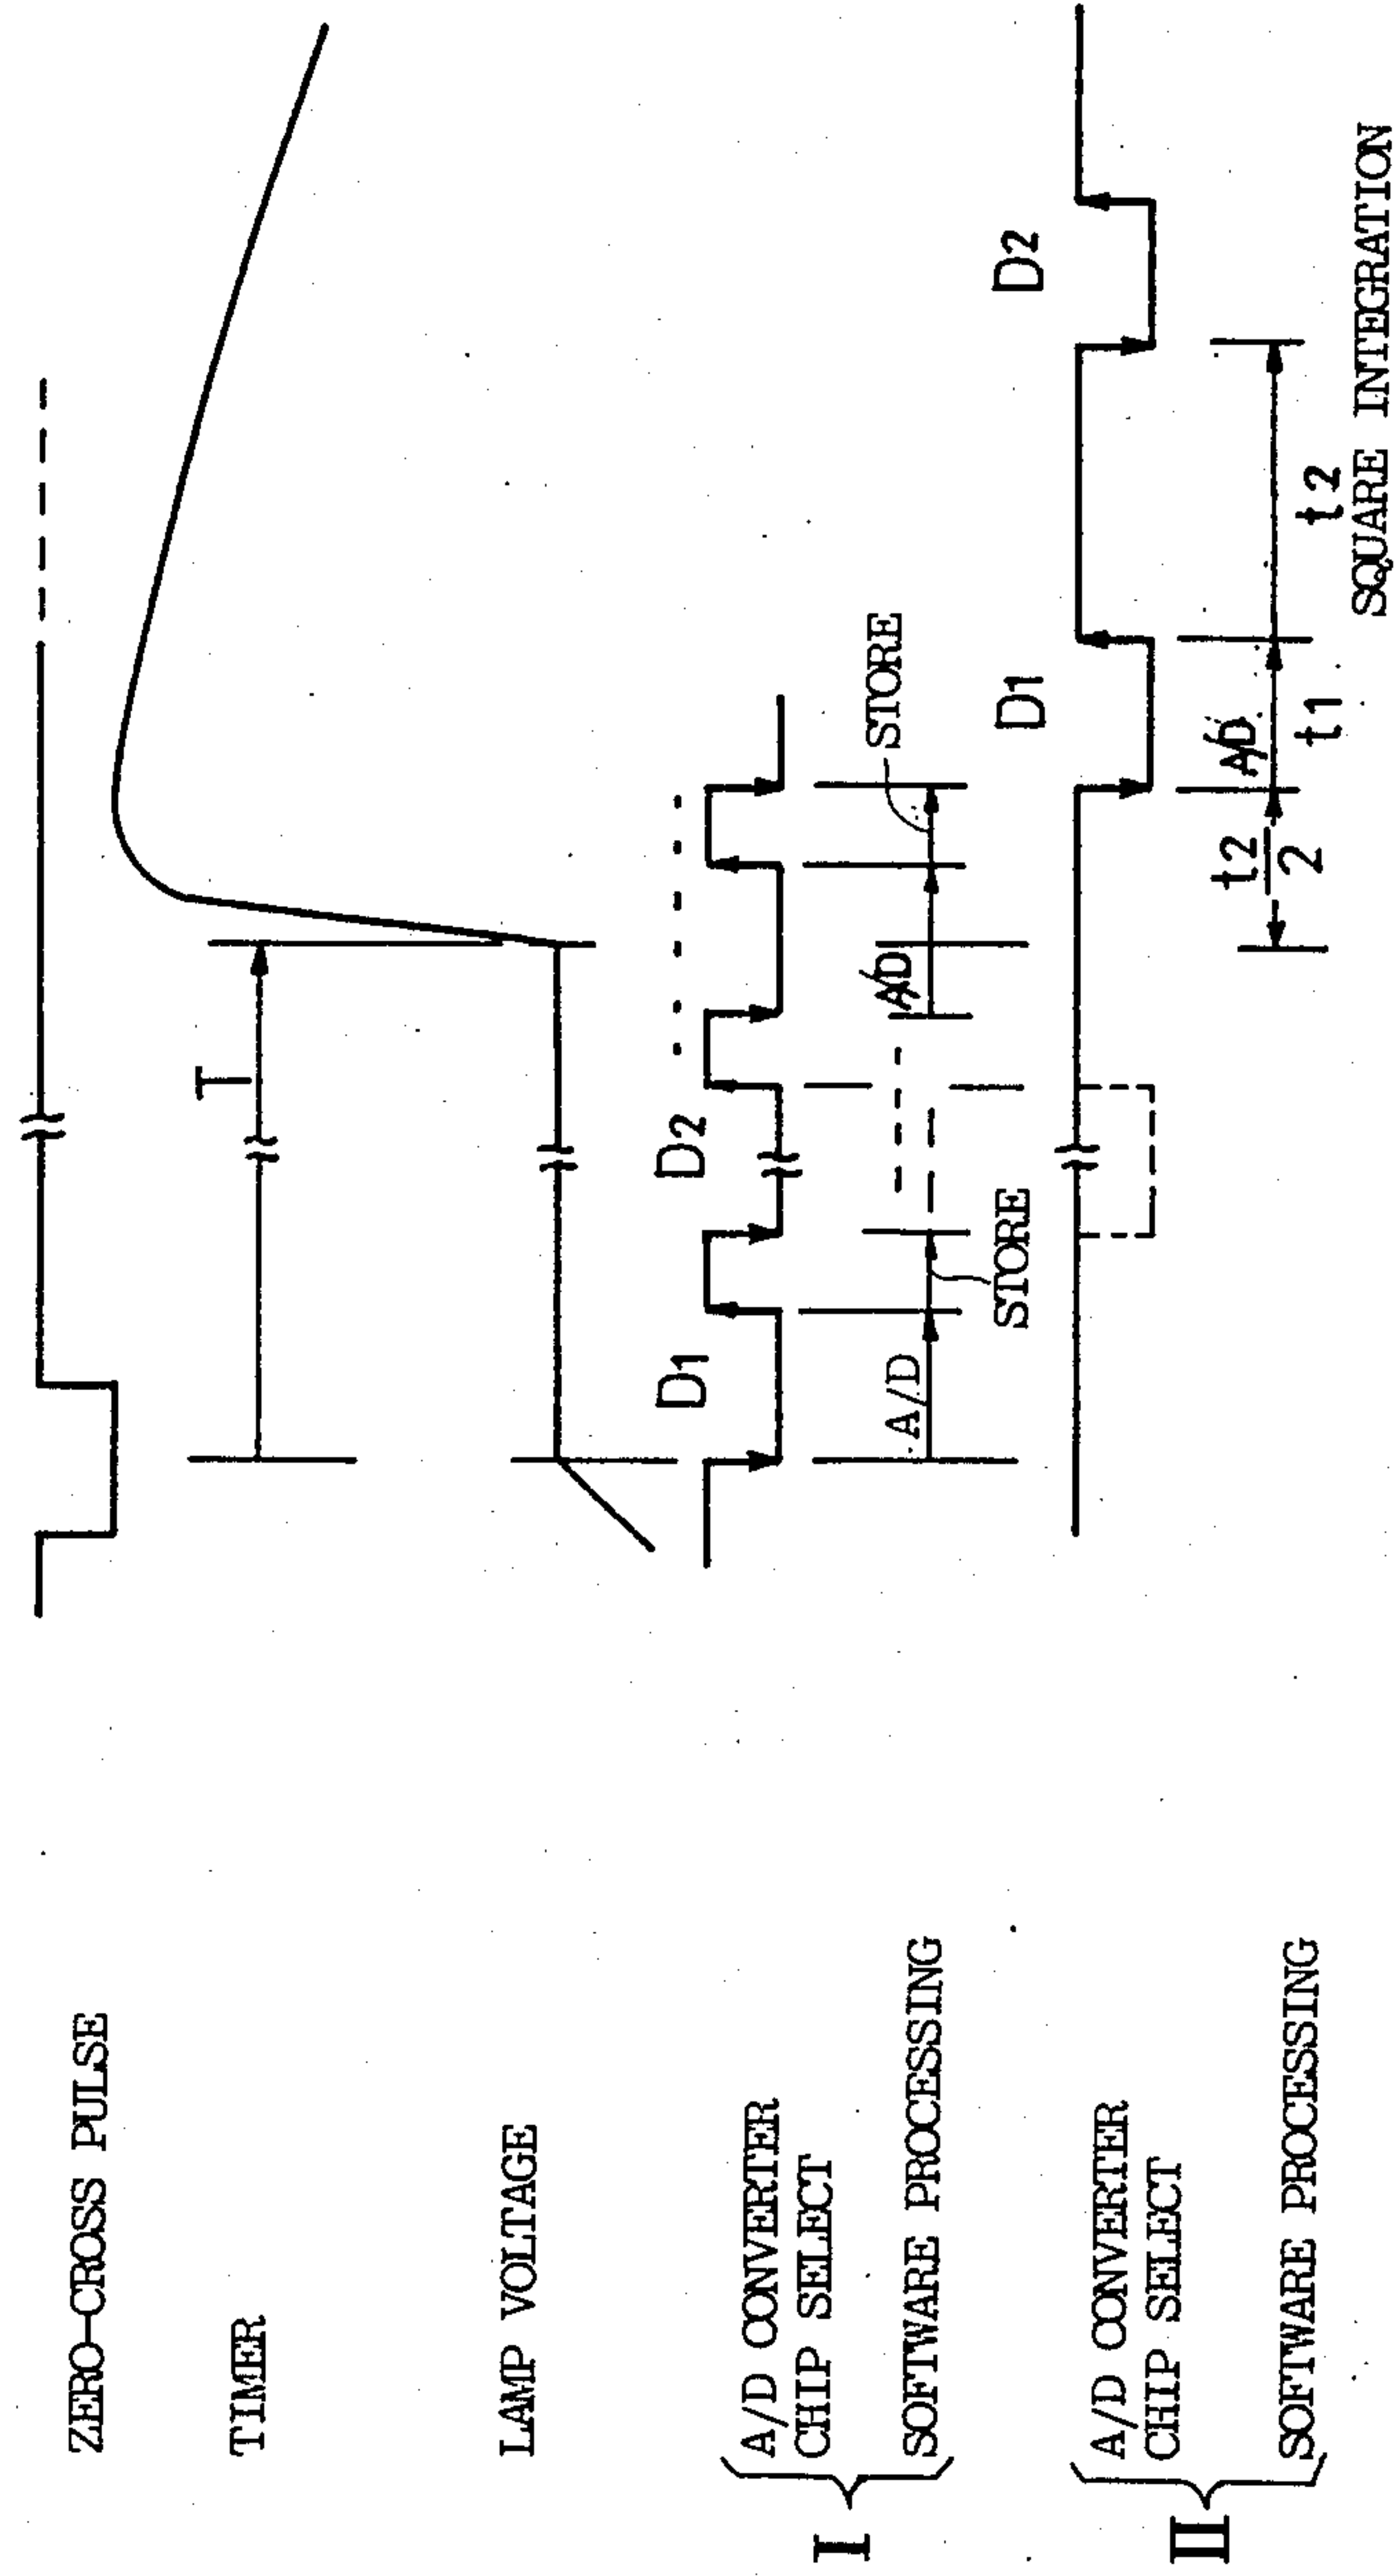 ZERO-CROSS PULSE
TIMER
T
LAMP VOLTAGE
I
A/D CONVERTER
CHIP SELECT
D1
D2
SOFTWARE PROCESSING
A/D
STORE
A/D
STORE
II
A/D CONVERTER
CHIP SELECT
D1
D2
SOFTWARE PROCESSING
t2
2
A/D
t1
t2
SQUARE INTEGRATION